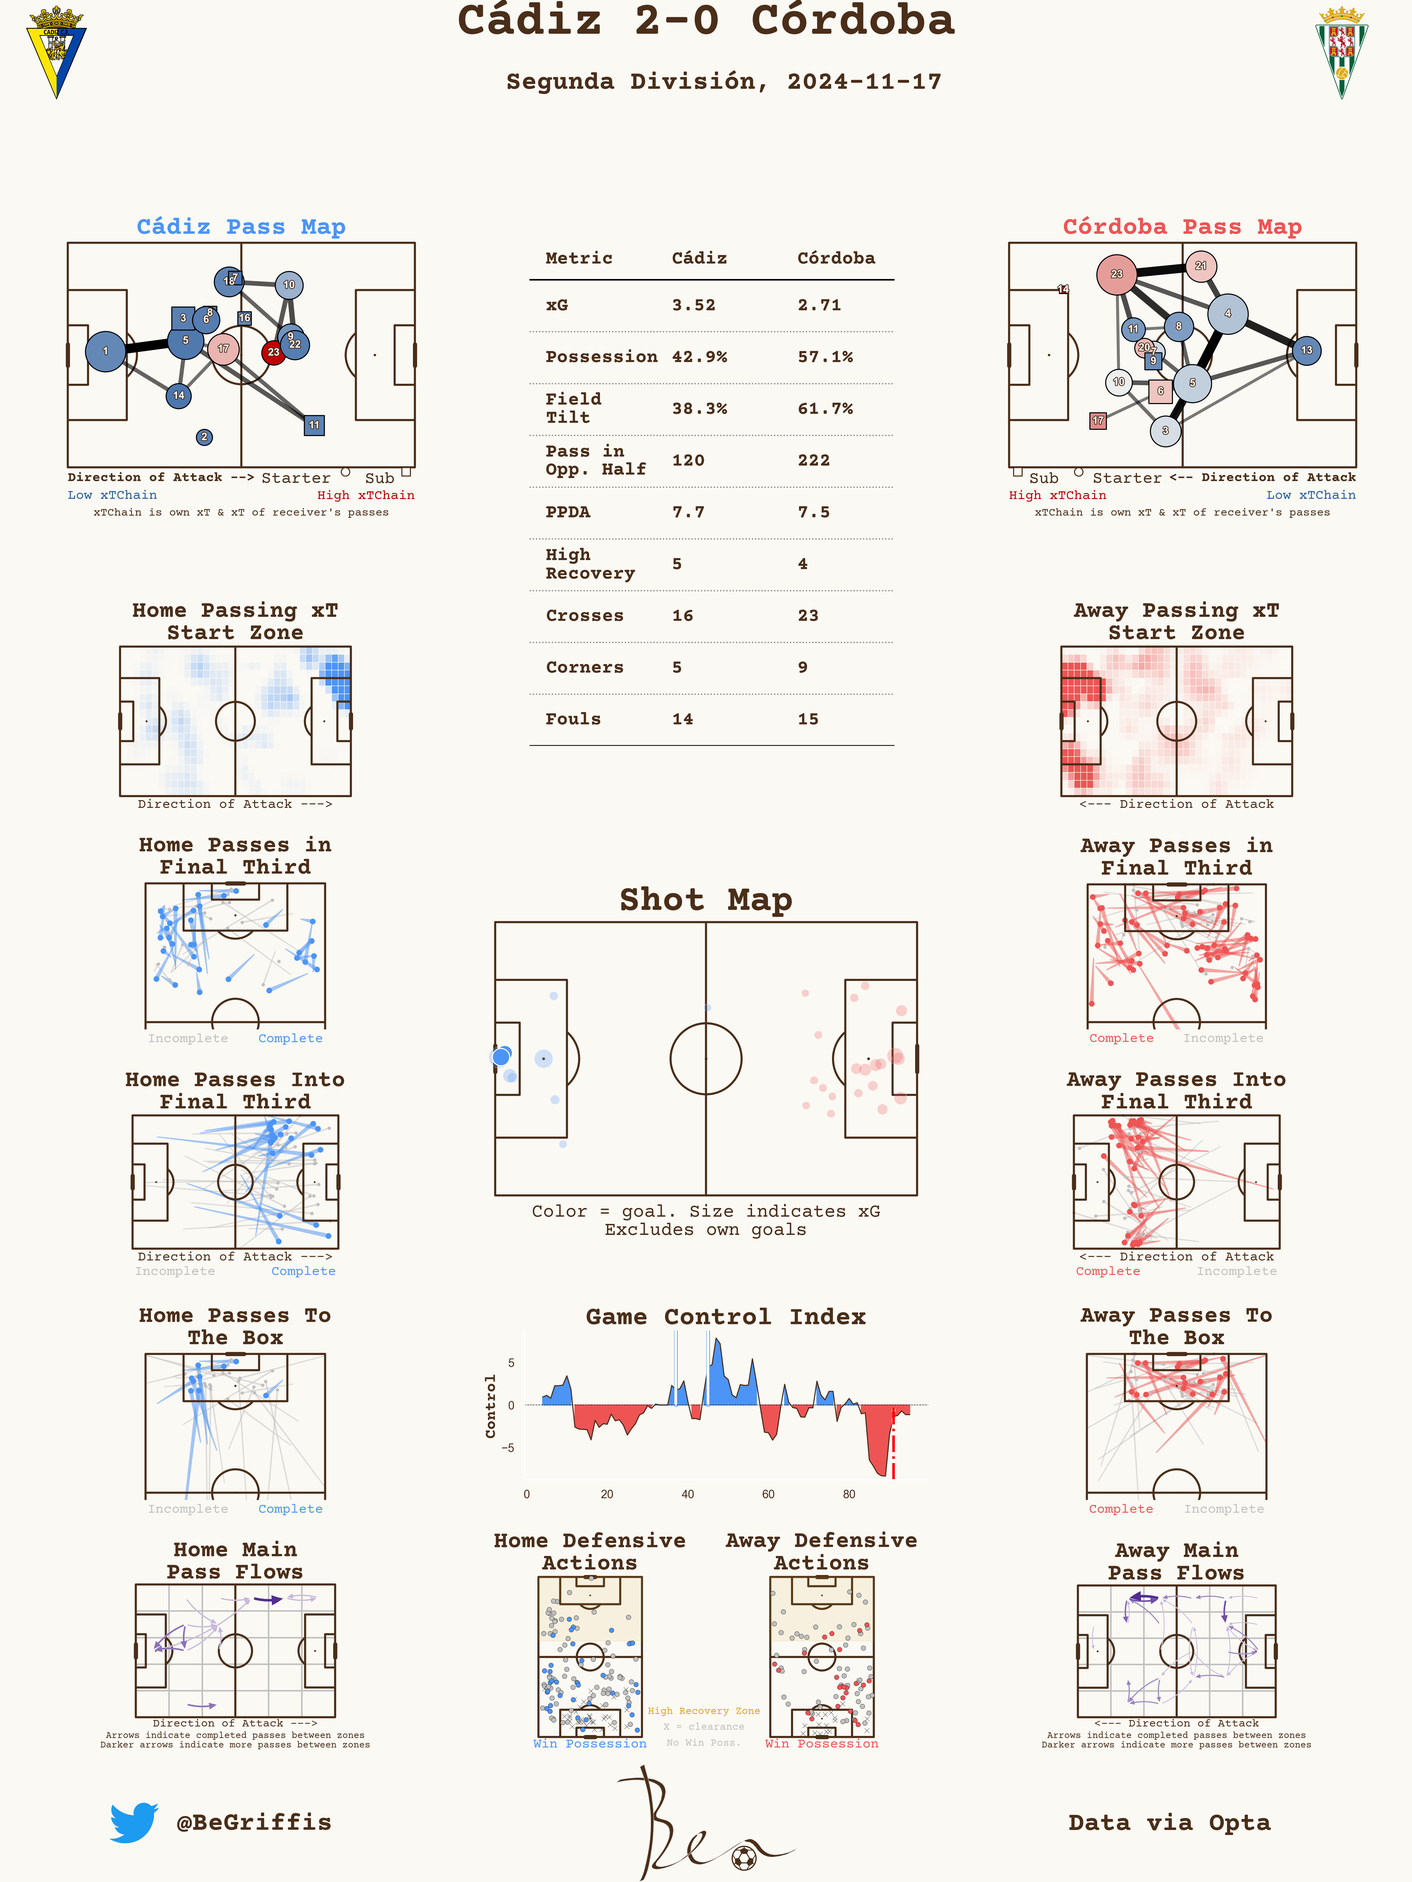 Cádiz 2-0 Córdoba
Segunda División, 2024-11-17
Cádiz Pass Map
1
3
5
6
8
14
2
17
18
7
16
10
9
22
23
11
Direction of Attack --> Starter Sub
Low xTChain High xTChain
xTChain is own xT & xT of receiver's passes
Metric Cádiz Córdoba
xG 3.52 2.71
Possession 42.9% 57.1%
Field
Tilt 38.3% 61.7%
Pass in
Opp. Half 120 222
PPDA 7.7 7.5
High
Recovery 5 4
Crosses 16 23
Corners 5 9
Fouls 14 15
Córdoba Pass Map
14
23
21
4
11
8
20
7
9
13
10
6
5
17
3
Sub Starter <-- Direction of Attack
High xTChain Low xTChain
xTChain is own xT & xT of receiver's passes
Home Passing xT
Start Zone
Direction of Attack --->
Away Passing xT
Start Zone
<--- Direction of Attack
Home Passes in
Final Third
Incomplete Complete
Away Passes in
Final Third
Complete Incomplete
Shot Map
Color = goal. Size indicates xG
Excludes own goals
Home Passes Into
Final Third
Direction of Attack --->
Incomplete Complete
Away Passes Into
Final Third
<--- Direction of Attack
Complete Incomplete
Home Passes To
The Box
Incomplete Complete
Game Control Index
Control
5
0
−5
0 20 40 60 80
Away Passes To
The Box
Complete Incomplete
Home Main
Pass Flows
Direction of Attack --->
Arrows indicate completed passes between zones
Darker arrows indicate more passes between zones
Home Defensive
Actions
Win Possession
High Recovery Zone
X = clearance
No Win Poss.
Away Defensive
Actions
Win Possession
Away Main
Pass Flows
<--- Direction of Attack
Arrows indicate completed passes between zones
Darker arrows indicate more passes between zones
@BeGriffis
Ben
Data via Opta